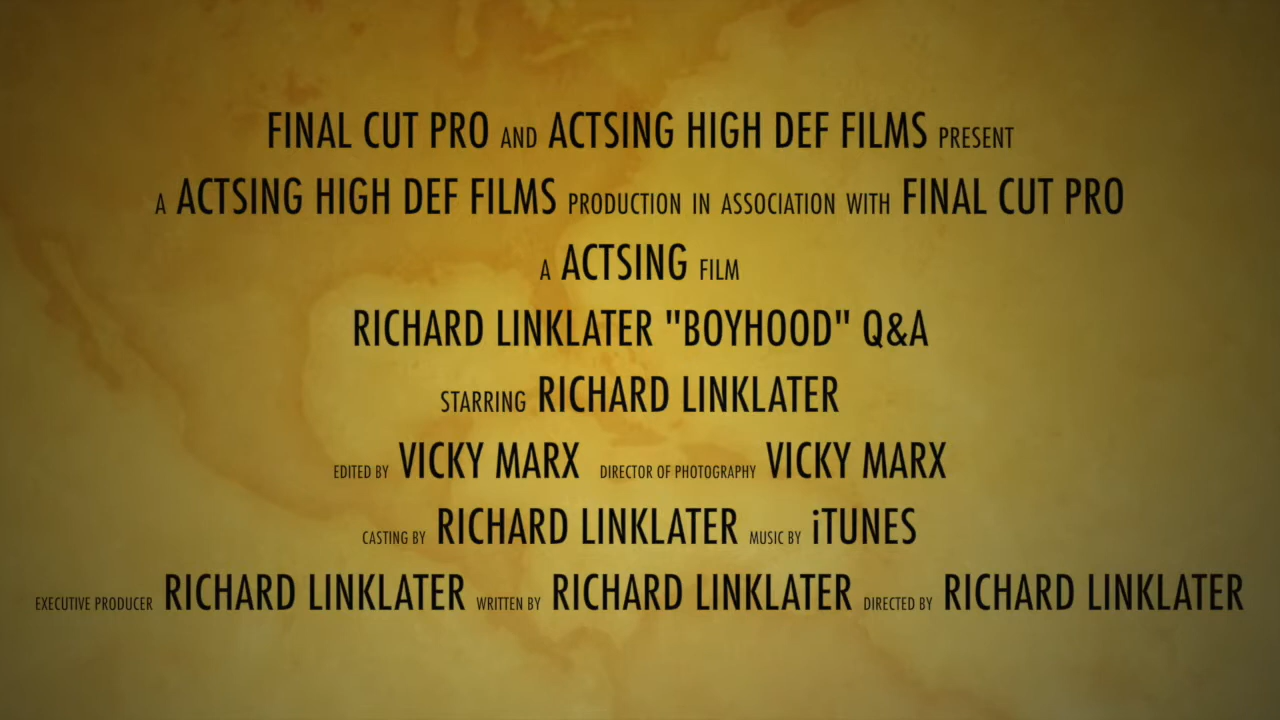 FINAL CUT PRO AND ACTSING HIGH DEF FILMS PRESENT
A ACTSING HIGH DEF FILMS PRODUCTION IN ASSOCIATION WITH FINAL CUT PRO
A ACTSING FILM
RICHARD LINKLATER "BOYHOOD" Q&A
STARRING RICHARD LINKLATER
EDITED BY VICKY MARX DIRECTOR OF PHOTOGRAPHY VICKY MARX
CASTING BY RICHARD LINKLATER MUSIC BY iTUNES
EXECUTIVE PRODUCER RICHARD LINKLATER WRITTEN BY RICHARD LINKLATER DIRECTED BY RICHARD LINKLATER